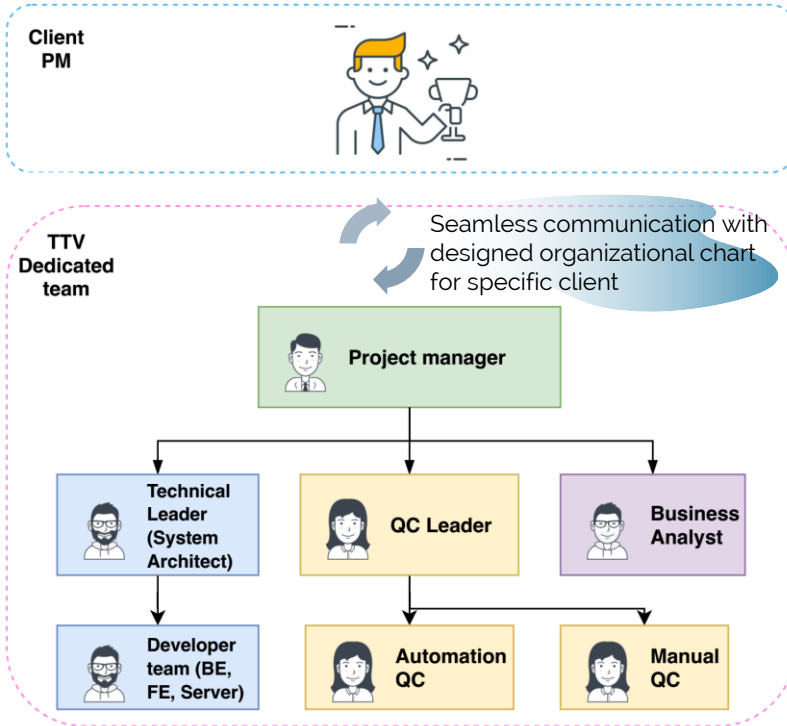 Client
PM
Seamless communication with
designed organizational chart
for specific client
TTV
Dedicated
team
Project manager
Technical
Leader
(System
Architect)
QC Leader
Business
Analyst
Developer
team (BE,
FE, Server)
Automation
QC
Manual
QC